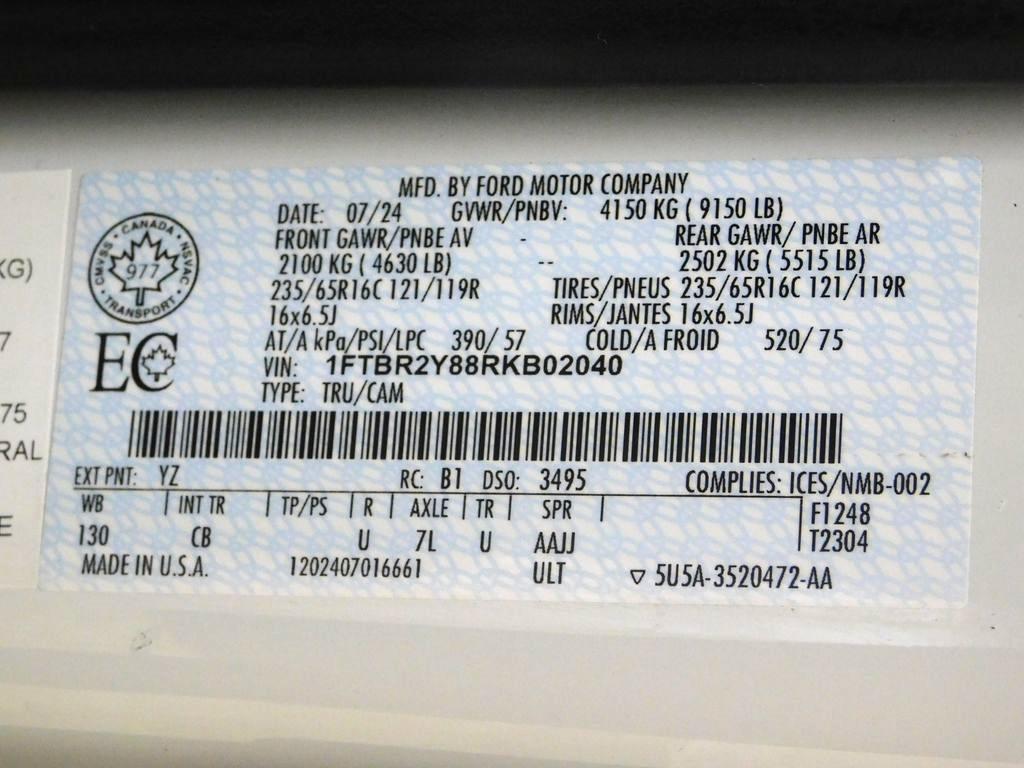 MFD. BY FORD MOTOR COMPANY
DATE: 07/24 GVWR/PNBV: 4150 KG ( 9150 LB)
FRONT GAWR/PNBE AV - REAR GAWR/ PNBE AR
2100 KG ( 4630 LB) -- 2502 KG ( 5515 LB)
235/65R16C 121/119R TIRES/PNEUS 235/65R16C 121/119R
16x6.5J RIMS/JANTES 16x6.5J
AT/A kPa/PSI/LPC 390/ 57 COLD/A FROID 520/ 75
VIN: 1FTBR2Y88RKB02040
TYPE: TRU/CAM
CANADA
CMVSS 977 NSVAC
TRANSPORT
EC
EXT PNT: YZ RC: B1 DSO: 3495 COMPLIES: ICES/NMB-002
WB INT TR TP/PS R AXLE TR SPR F1248
130 CB U 7L U AAJJ T2304
MADE IN U.S.A. 1202407016661 ULT ▽ 5U5A-3520472-AA
KG)
7
75
RAL
E